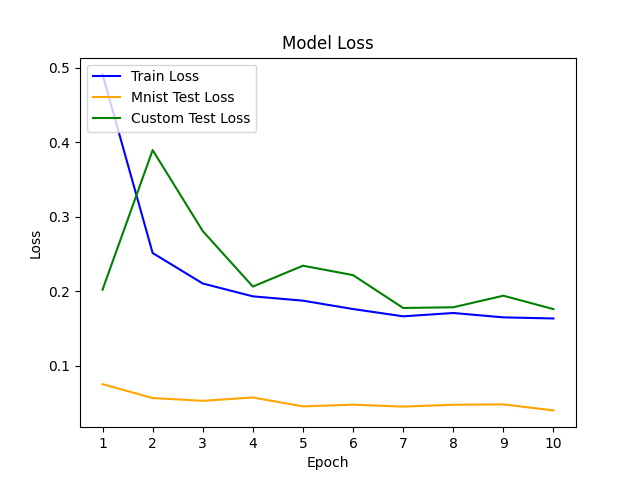 Model Loss
Train Loss
Mnist Test Loss
Custom Test Loss
Loss
0.5
0.4
0.3
0.2
0.1
1 2 3 4 5 6 7 8 9 10
Epoch